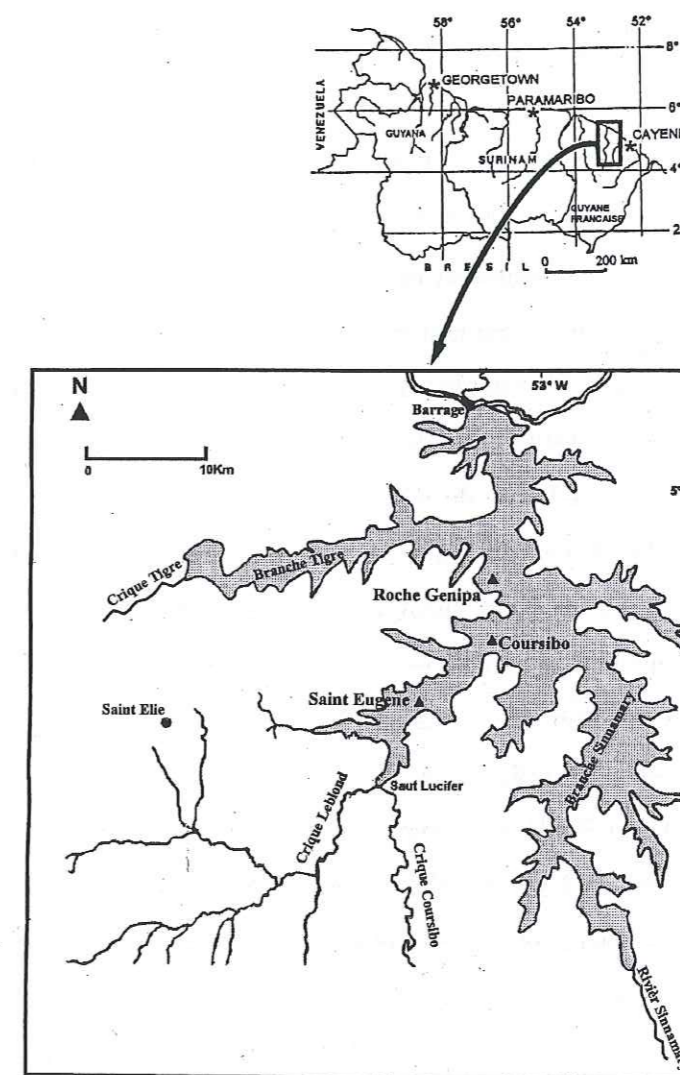 58° 56° 54° 52°
8°
GEORGETOWN
PARAMARIBO
6°
VENEZUELA
GUYANA
SURINAM
4°
GUYANE
FRANCAISE
2°
B R E S I L
0 200 km
N
53° W
Barrage
0 10Km
5°
Crique Tigre
Branche Tigre
Roche Genipa
Coursibo
Saint Eugene
Saint Elie
Branche Sinnamary
Saut Lucifer
Crique Leblond
Crique Coursibo
Rivièr Sinnamary